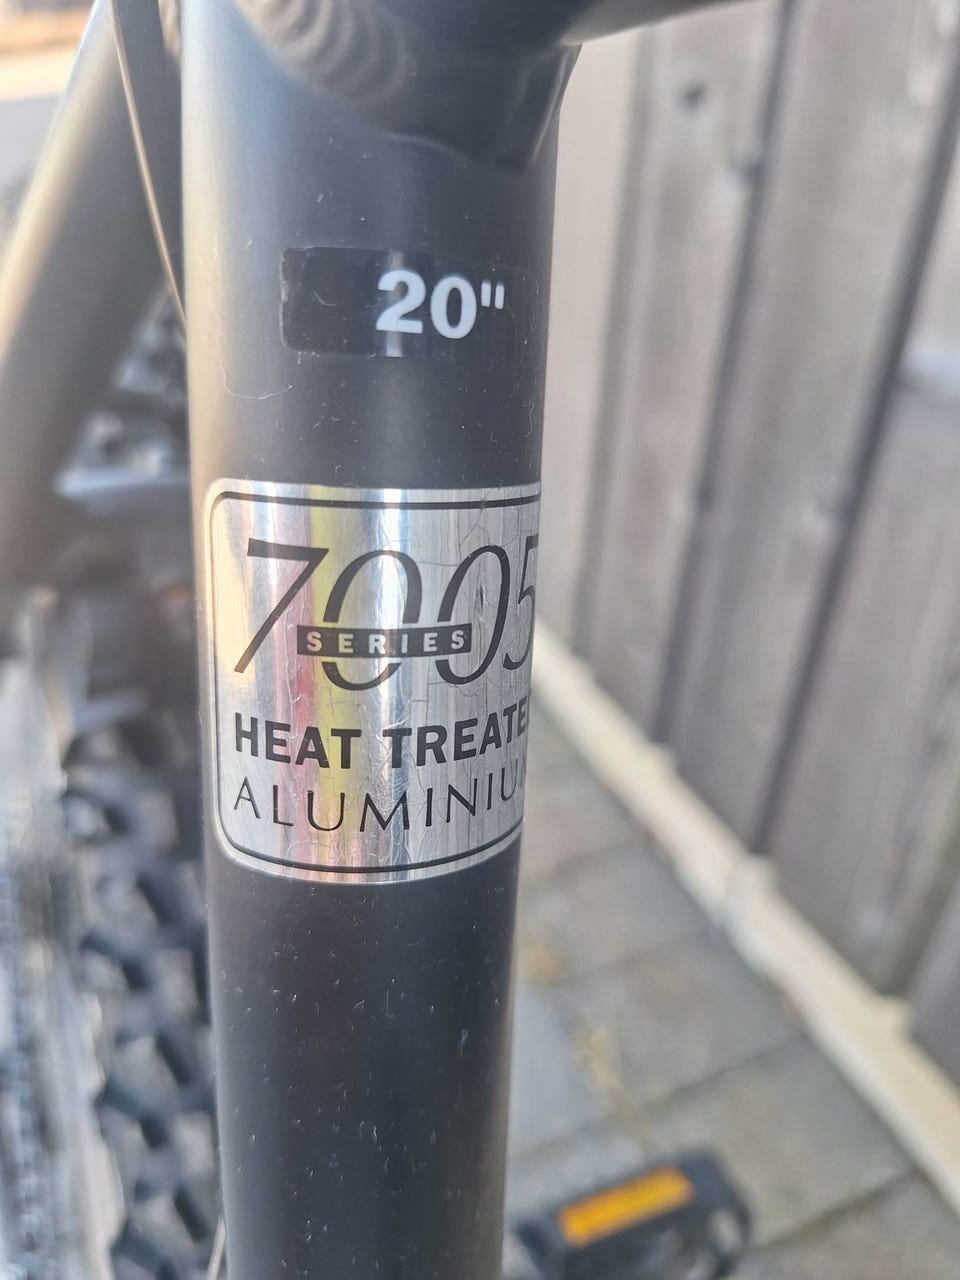 20"
7005
SERIES
HEAT TREATE
ALUMINIU